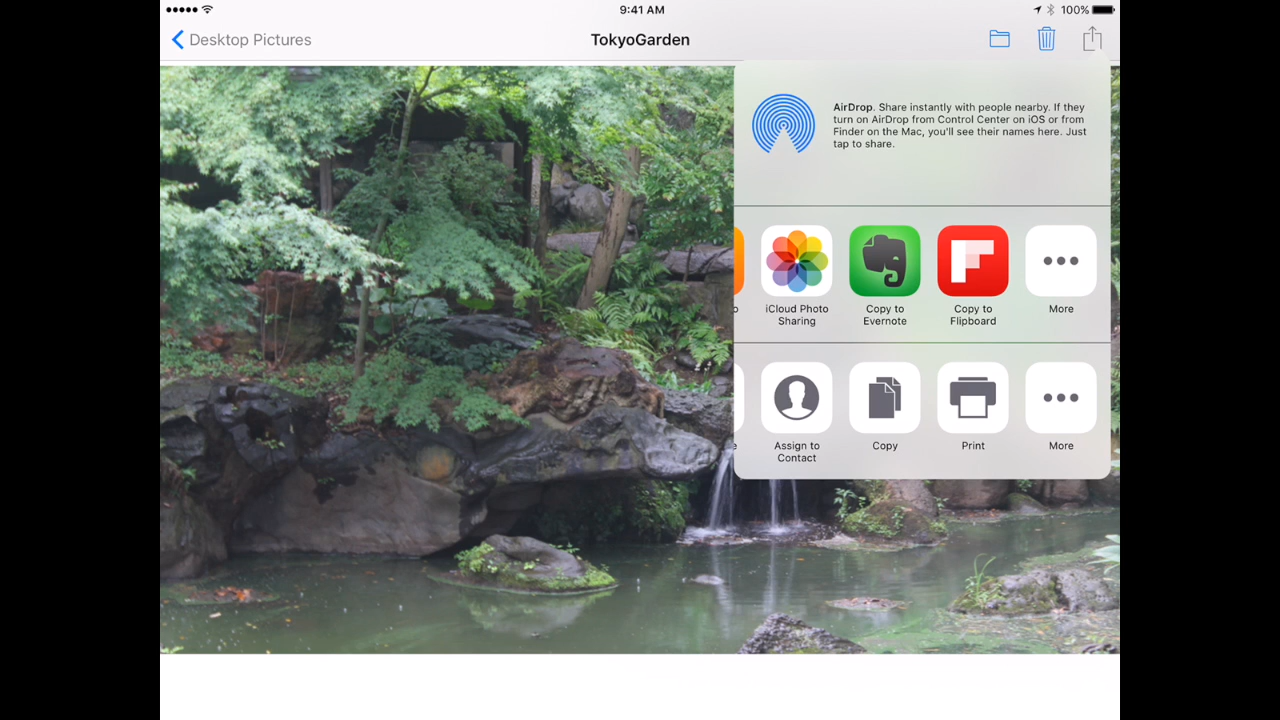 9:41 AM
100%
Desktop Pictures
TokyoGarden
AirDrop. Share instantly with people nearby. If they
turn on AirDrop from Control Center on iOS or from
Finder on the Mac, you'll see their names here. Just
tap to share.
iCloud Photo
Sharing
Copy to
Evernote
Copy to
Flipboard
More
Assign to
Contact
Copy
Print
More